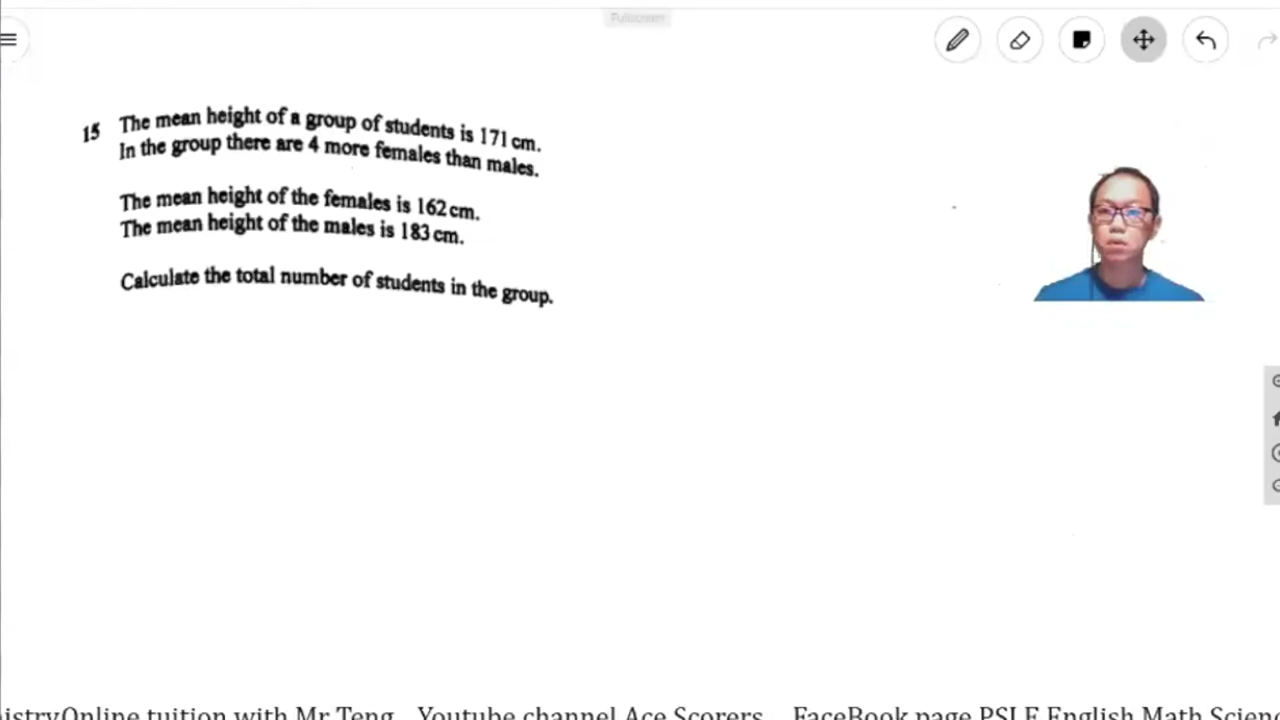 Fullscreen
15 The mean height of a group of students is 171 cm.
In the group there are 4 more females than males.
The mean height of the females is 162 cm.
The mean height of the males is 183 cm.
Calculate the total number of students in the group.
Online tuition with Mr Teng Youtube channel Ace Scorers FaceBook page PSLE English Math